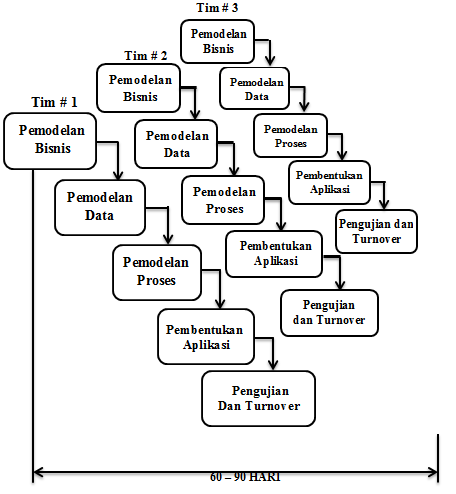 Tim # 3
Pemodelan
Bisnis
Pemodelan
Data
Pemodelan
Proses
Pembentukan
Aplikasi
Pengujian dan
Turnover
Tim # 2
Pemodelan
Bisnis
Pemodelan
Data
Pemodelan
Proses
Pembentukan
Aplikasi
Pengujian
dan Turnover
Tim # 1
Pemodelan
Bisnis
Pemodelan
Data
Pemodelan
Proses
Pembentukan
Aplikasi
Pengujian
Dan Turnover
60 – 90 HARI